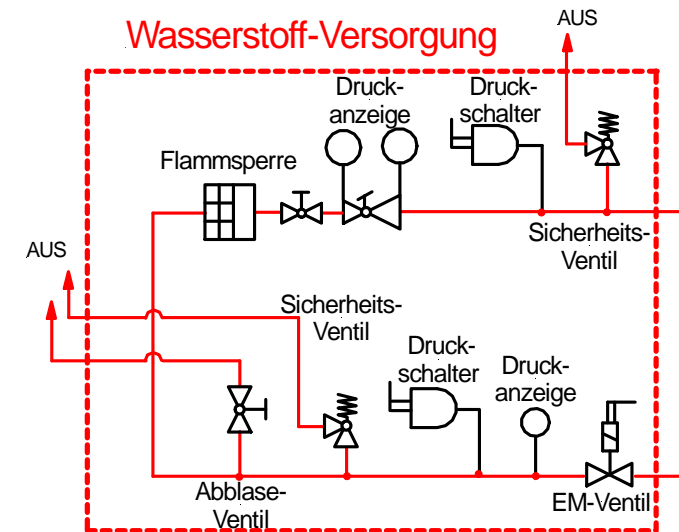 AUS
Wasserstoff-Versorgung
Druck-
anzeige
Druck-
schalter
Flammsperre
Sicherheits-
Ventil
AUS
Sicherheits-
Ventil
Druck-
schalter
Druck-
anzeige
Abblase-
Ventil
EM-Ventil